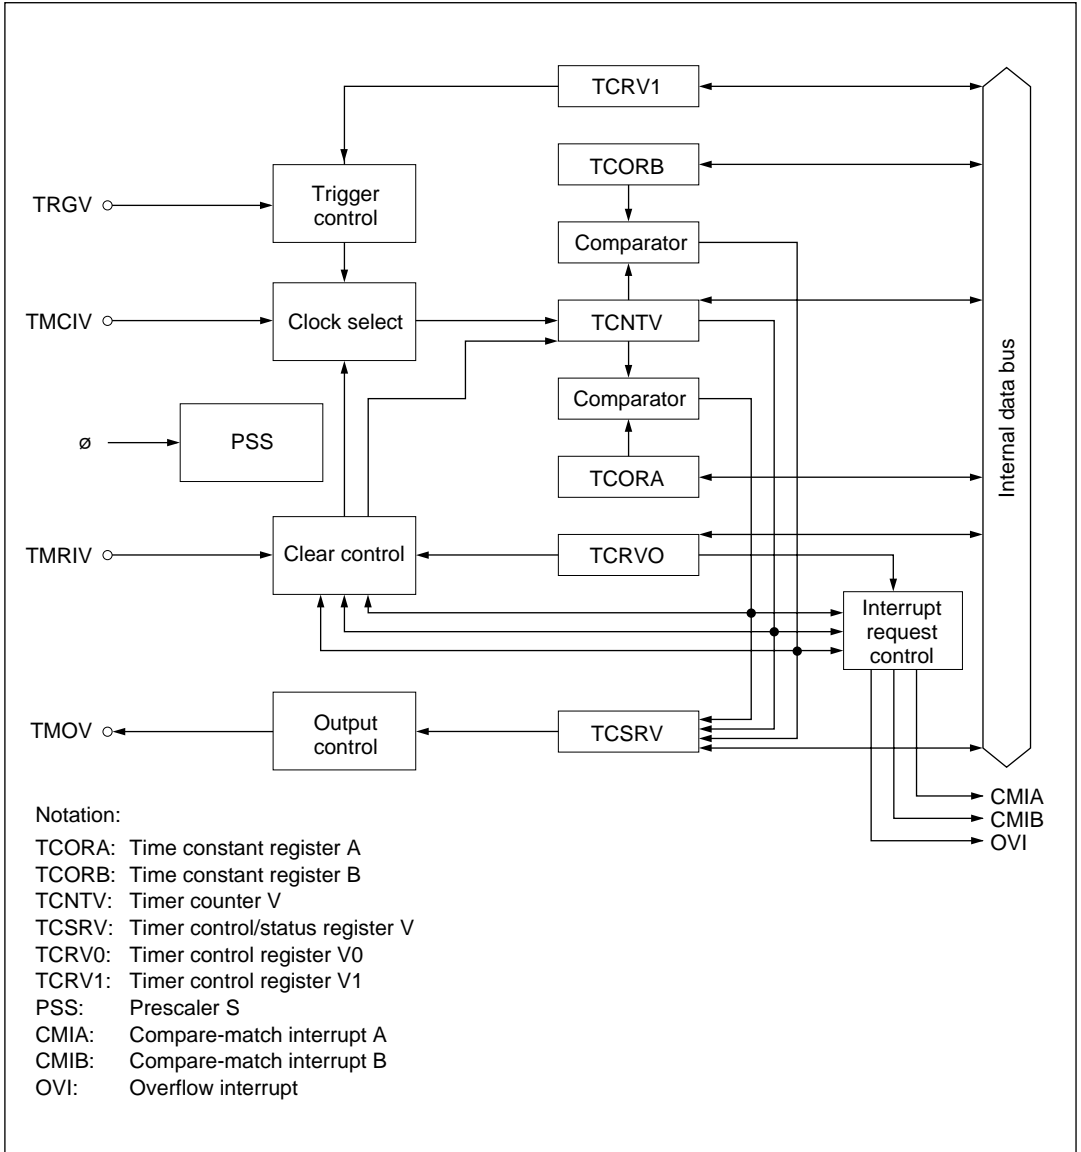 TCRV1
TCORB
TRGV
Trigger
control
Comparator
TMCIV
Clock select
TCNTV
Internal data bus
Comparator
ø
PSS
TCORA
TMRIV
Clear control
TCRVO
Interrupt
request
control
TMOV
Output
control
TCSRV
CMIA
CMIB
OVI
Notation:
TCORA: Time constant register A
TCORB: Time constant register B
TCNTV: Timer counter V
TCSRV: Timer control/status register V
TCRV0: Timer control register V0
TCRV1: Timer control register V1
PSS: Prescaler S
CMIA: Compare-match interrupt A
CMIB: Compare-match interrupt B
OVI: Overflow interrupt